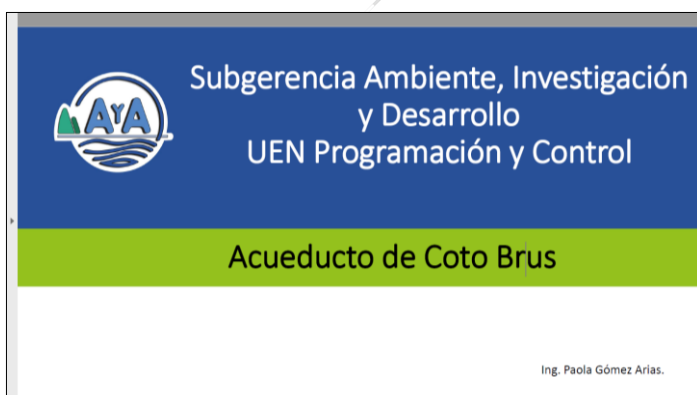 AYA
Subgerencia Ambiente, Investigación
y Desarrollo
UEN Programación y Control
Acueducto de Coto Brus
Ing. Paola Gómez Arias.